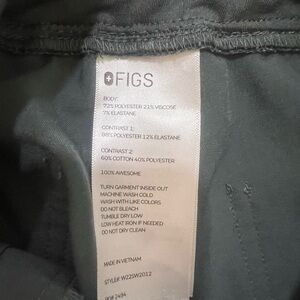 FIGS
BODY:
72% POLYESTER 21% VISCOSE
7% ELASTANE
CONTRAST 1:
88% POLYESTER 12% ELASTANE
CONTRAST 2:
60% COTTON 40% POLYESTER
100% AWESOME
TURN GARMENT INSIDE OUT
MACHINE WASH COLD
WASH WITH LIKE COLORS
DO NOT BLEACH
TUMBLE DRY LOW
LOW HEAT IRON IF NEEDED
DO NOT DRY CLEAN
MADE IN VIETNAM
STYLE# W22SW2012